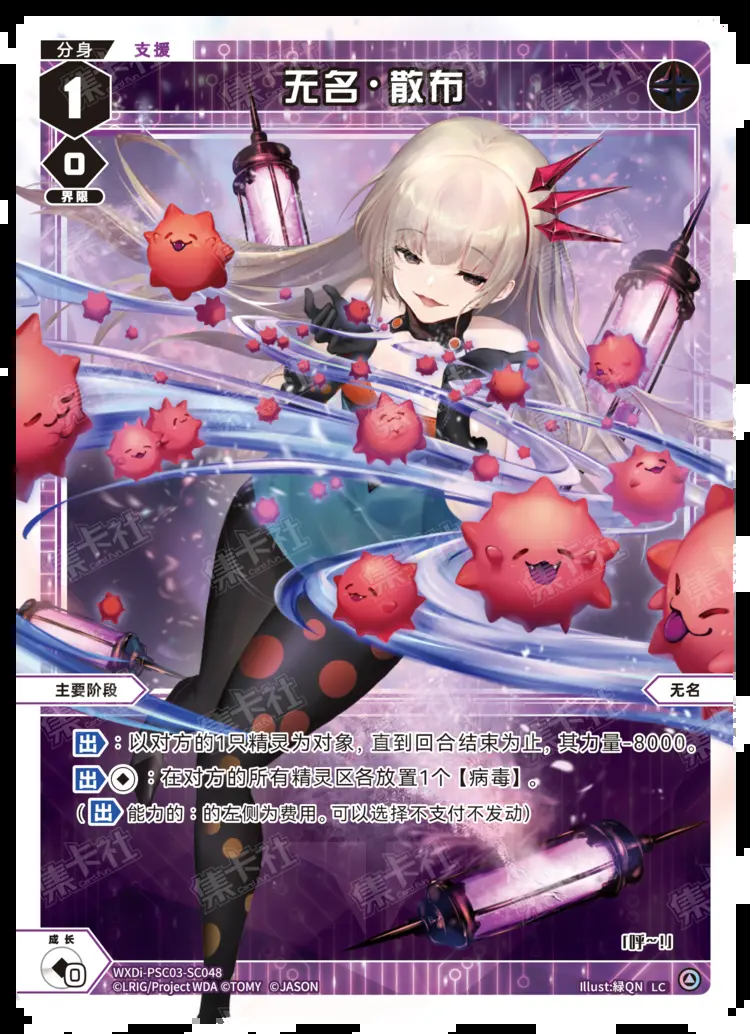 分身 支援
1
无名·散布
0
界限
主要阶段
无名
出：以对方的1只精灵为对象，直到回合结束为止，其力量-8000。
出：在对方的所有精灵区各放置1个【病毒】。
（出能力的：的左侧为费用。可以选择不支付不发动）
「呼~!」
成长
0
WXDi-PSC03-SC048
©LRIG/Project WDA ©TOMY ©JASON
Illust:緑QN LC
集卡社